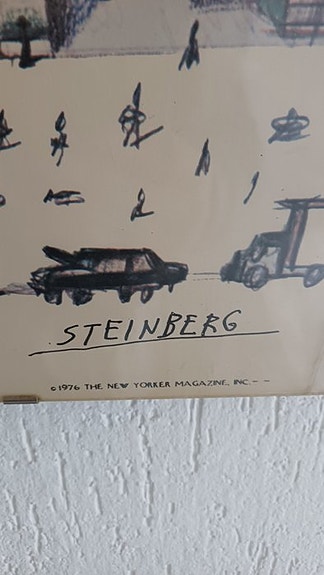 STEINBERG
©1976 THE NEW YORKER MAGAZINE, INC.